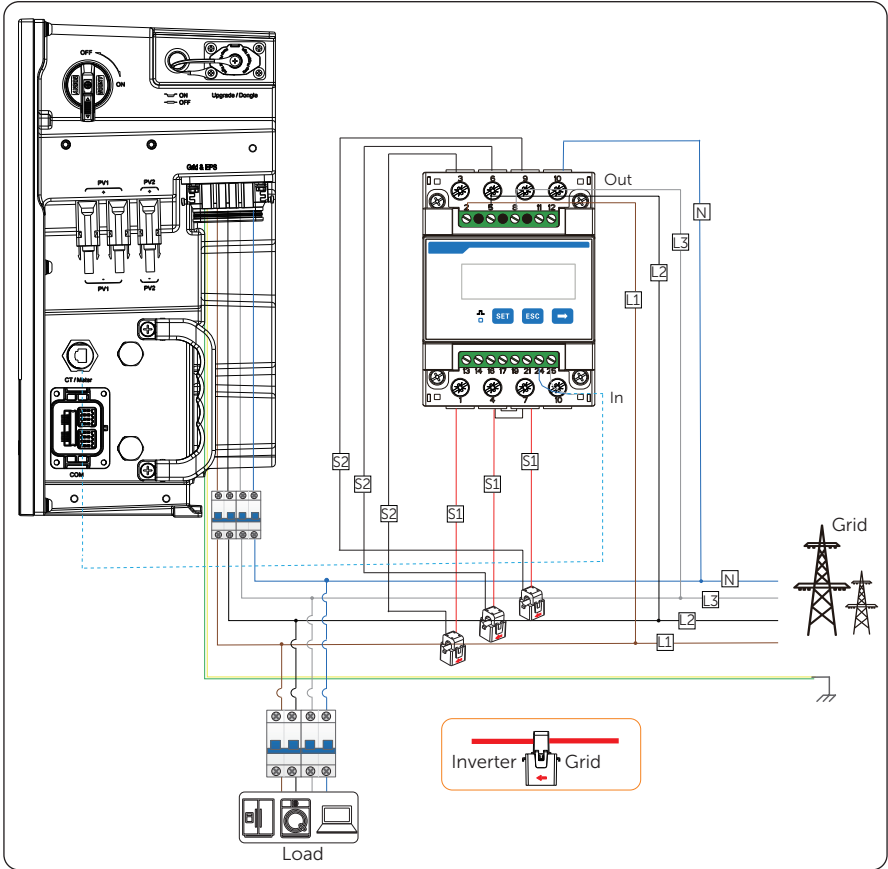 OFF
ON
ON
OFF
Upgrade / Dongle
Grid & EPS
PV1
PV2
+
+
-
-
PV1
PV2
CT / Meter
COM
3
6
9
10
Out
2
5
8
11
12
SET
ESC
13
14
16
17
19
21
24
25
In
1
4
7
10
N
L3
L2
L1
S2
S2
S2
S1
S1
S1
Grid
N
L3
L2
L1
Inverter
Grid
Load